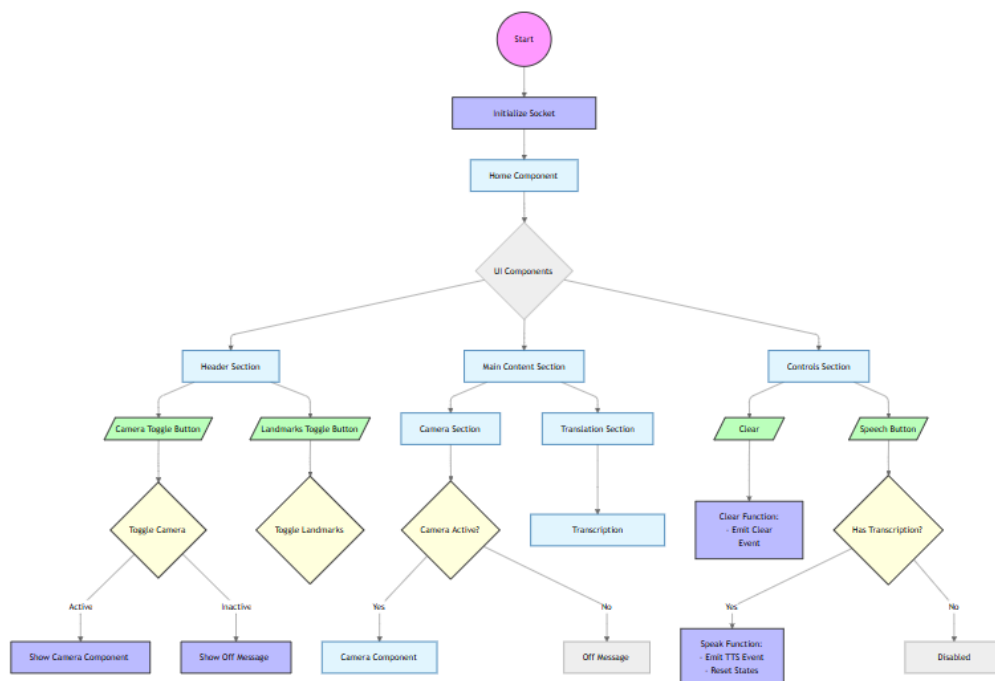 Start
Initialize Socket
Home Component
UI Components
Header Section
Main Content Section
Controls Section
Camera Toggle Button
Landmarks Toggle Button
Camera Section
Translation Section
Clear
Speech Button
Toggle Camera
Toggle Landmarks
Camera Active?
Transcription
Clear Function:
- Emit Clear
Event
Has Transcription?
Active
Inactive
Yes
No
Yes
No
Show Camera Component
Show Off Message
Camera Component
Off Message
Speak Function:
- Emit TTS Event
- Reset States
Disabled